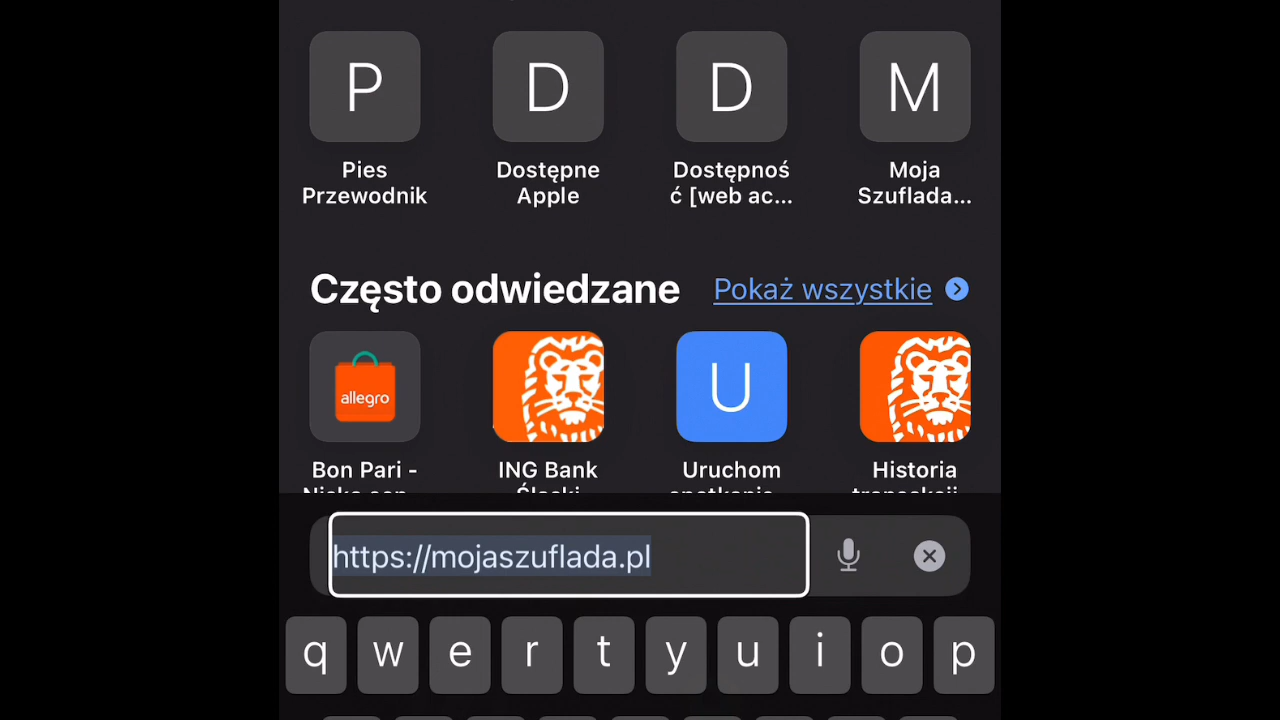 P D D M
Pies Dostępne Dostępnoś Moja
Przewodnik Apple ć [web ac... Szuflada...
Często odwiedzane Pokaż wszystkie
allegro U
Bon Pari - ING Bank Uruchom Historia
https://mojaszuflada.pl
q w e r t y u i o p